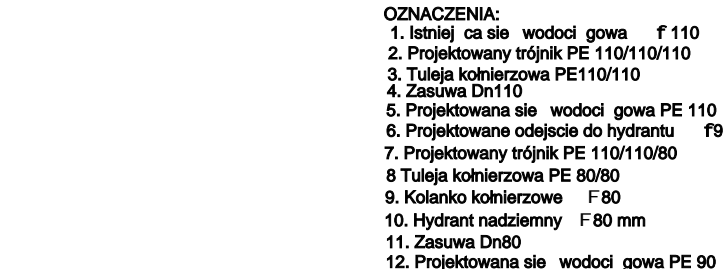 OZNACZENIA:
1. Istniej ca sie wodoci gowa f 110
2. Projektowany trójnik PE 110/110/110
3. Tuleja kołnierzowa PE110/110
4. Zasuwa Dn110
5. Projektowana sie wodoci gowa PE 110
6. Projektowane odejscie do hydrantu f9
7. Projektowany trójnik PE 110/110/80
8 Tuleja kołnierzowa PE 80/80
9. Kolanko kołnierzowe F80
10. Hydrant nadziemny F80 mm
11. Zasuwa Dn80
12. Projektowana sie wodoci gowa PE 90